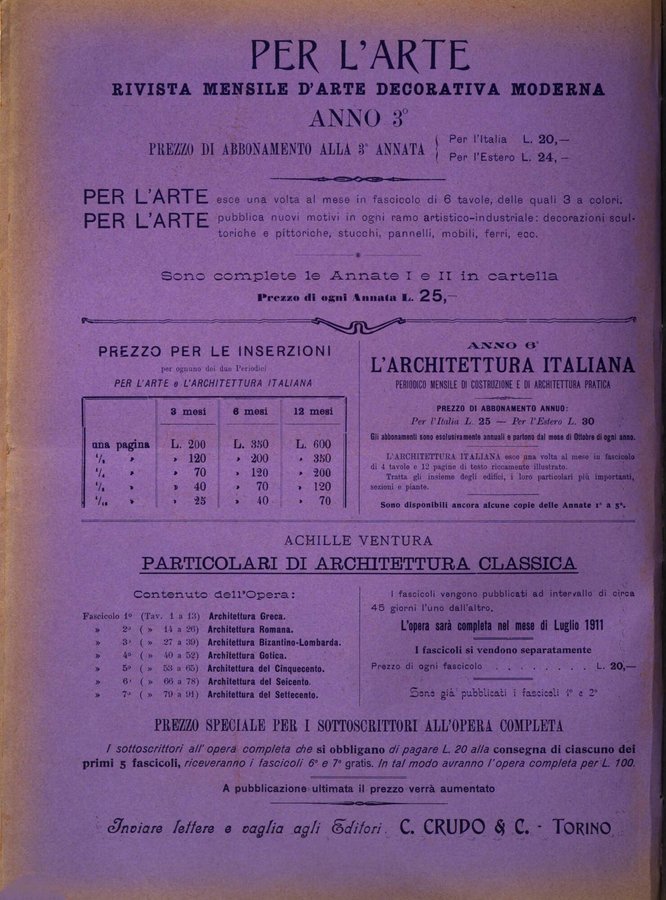 PER L'ARTE
RIVISTA MENSILE D'ARTE DECORATIVA MODERNA
ANNO 3°
PREZZO DI ABBONAMENTO ALLA 3ª ANNATA
Per l'Italia L. 20,—
Per l'Estero L. 24,—
PER L'ARTE esce una volta al mese in fascicolo di 6 tavole, delle quali 3 a colori.
PER L'ARTE pubblica nuovi motivi in ogni ramo artistico-industriale: decorazioni scul-
toriche e pittoriche, stucchi, pannelli, mobili, ferri, ecc.
Sono complete le Annate I e II in cartella
Prezzo di ogni Annata L. 25,—
PREZZO PER LE INSERZIONI
per ognuno dei due Periodici
PER L'ARTE e L'ARCHITETTURA ITALIANA
3 mesi 6 mesi 12 mesi
una pagina L. 200 L. 350 L. 600
1/2 » » 120 » 200 » 350
1/4 » » 70 » 120 » 200
1/8 » » 40 » 70 » 120
1/16 » » 25 » 40 » 70
ANNO 6°
L'ARCHITETTURA ITALIANA
PERIODICO MENSILE DI COSTRUZIONE E DI ARCHITETTURA PRATICA
PREZZO DI ABBONAMENTO ANNUO:
Per l'Italia L. 25 — Per l'Estero L. 30
Gli abbonamenti sono esclusivamente annuali e partono dal mese di Ottobre di ogni anno.
L'ARCHITETTURA ITALIANA esce una volta al mese in fascicolo
di 4 tavole e 12 pagine di testo riccamente illustrato.
Tratta gli insieme degli edifici, i loro particolari più importanti,
sezioni e piante.
Sono disponibili ancora alcune copie delle Annate 1ª a 5ª.
ACHILLE VENTURA
PARTICOLARI DI ARCHITETTURA CLASSICA
Contenuto dell'Opera:
Fascicolo 1° (Tav. 1 a 13) Architettura Greca.
» 2° ( » 14 a 26) Architettura Romana.
» 3° ( » 27 a 39) Architettura Bizantino-Lombarda.
» 4° ( » 40 a 52) Architettura Gotica.
» 5° ( » 53 a 65) Architettura del Cinquecento.
» 6° ( » 66 a 78) Architettura del Seicento.
» 7° ( » 79 a 91) Architettura del Settecento.
I fascicoli vengono pubblicati ad intervallo di circa
45 giorni l'uno dall'altro.
L'opera sarà completa nel mese di Luglio 1911
I fascicoli si vendono separatamente
Prezzo di ogni fascicolo . . . . . . . . L. 20,—
Sono già pubblicati i fascicoli 1° e 2°
PREZZO SPECIALE PER I SOTTOSCRITTORI ALL'OPERA COMPLETA
I sottoscrittori all'opera completa che si obbligano di pagare L. 20 alla consegna di ciascuno dei
primi 5 fascicoli, riceveranno i fascicoli 6° e 7° gratis. In tal modo avranno l'opera completa per L. 100.
A pubblicazione ultimata il prezzo verrà aumentato
Inviare lettere e vaglia agli Editori C. CRUDO & C. - TORINO